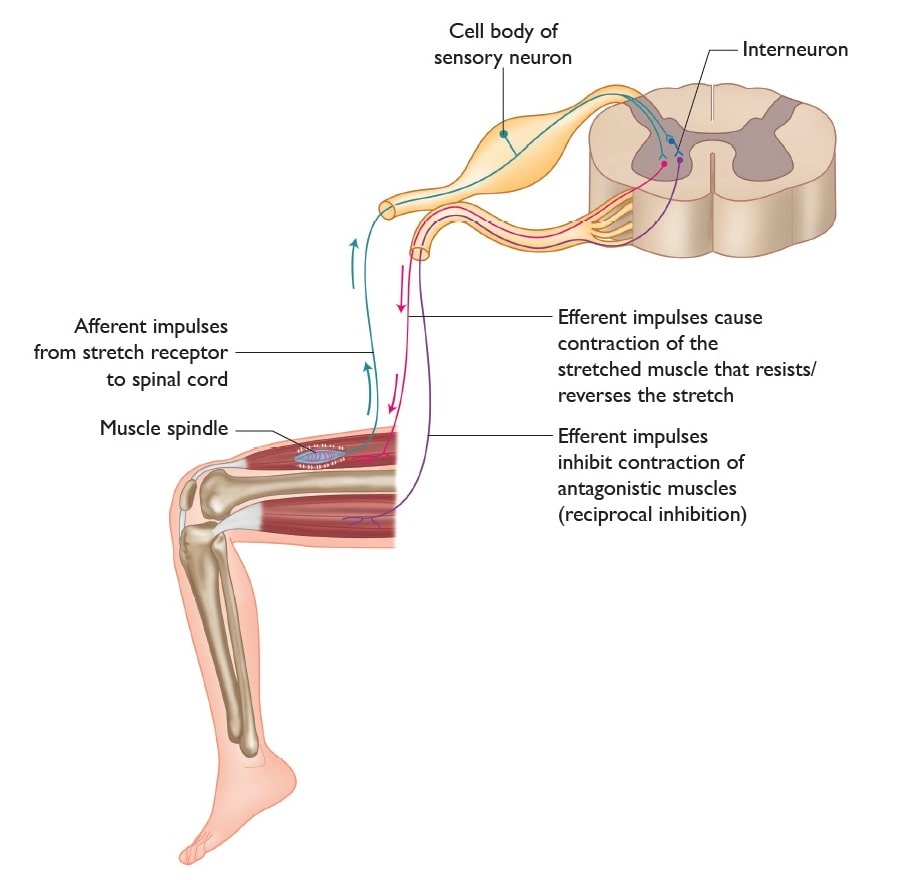 Cell body of
sensory neuron
Interneuron
Afferent impulses
from stretch receptor
to spinal cord
Efferent impulses cause
contraction of the
stretched muscle that resists/
reverses the stretch
Muscle spindle
Efferent impulses
inhibit contraction of
antagonistic muscles
(reciprocal inhibition)